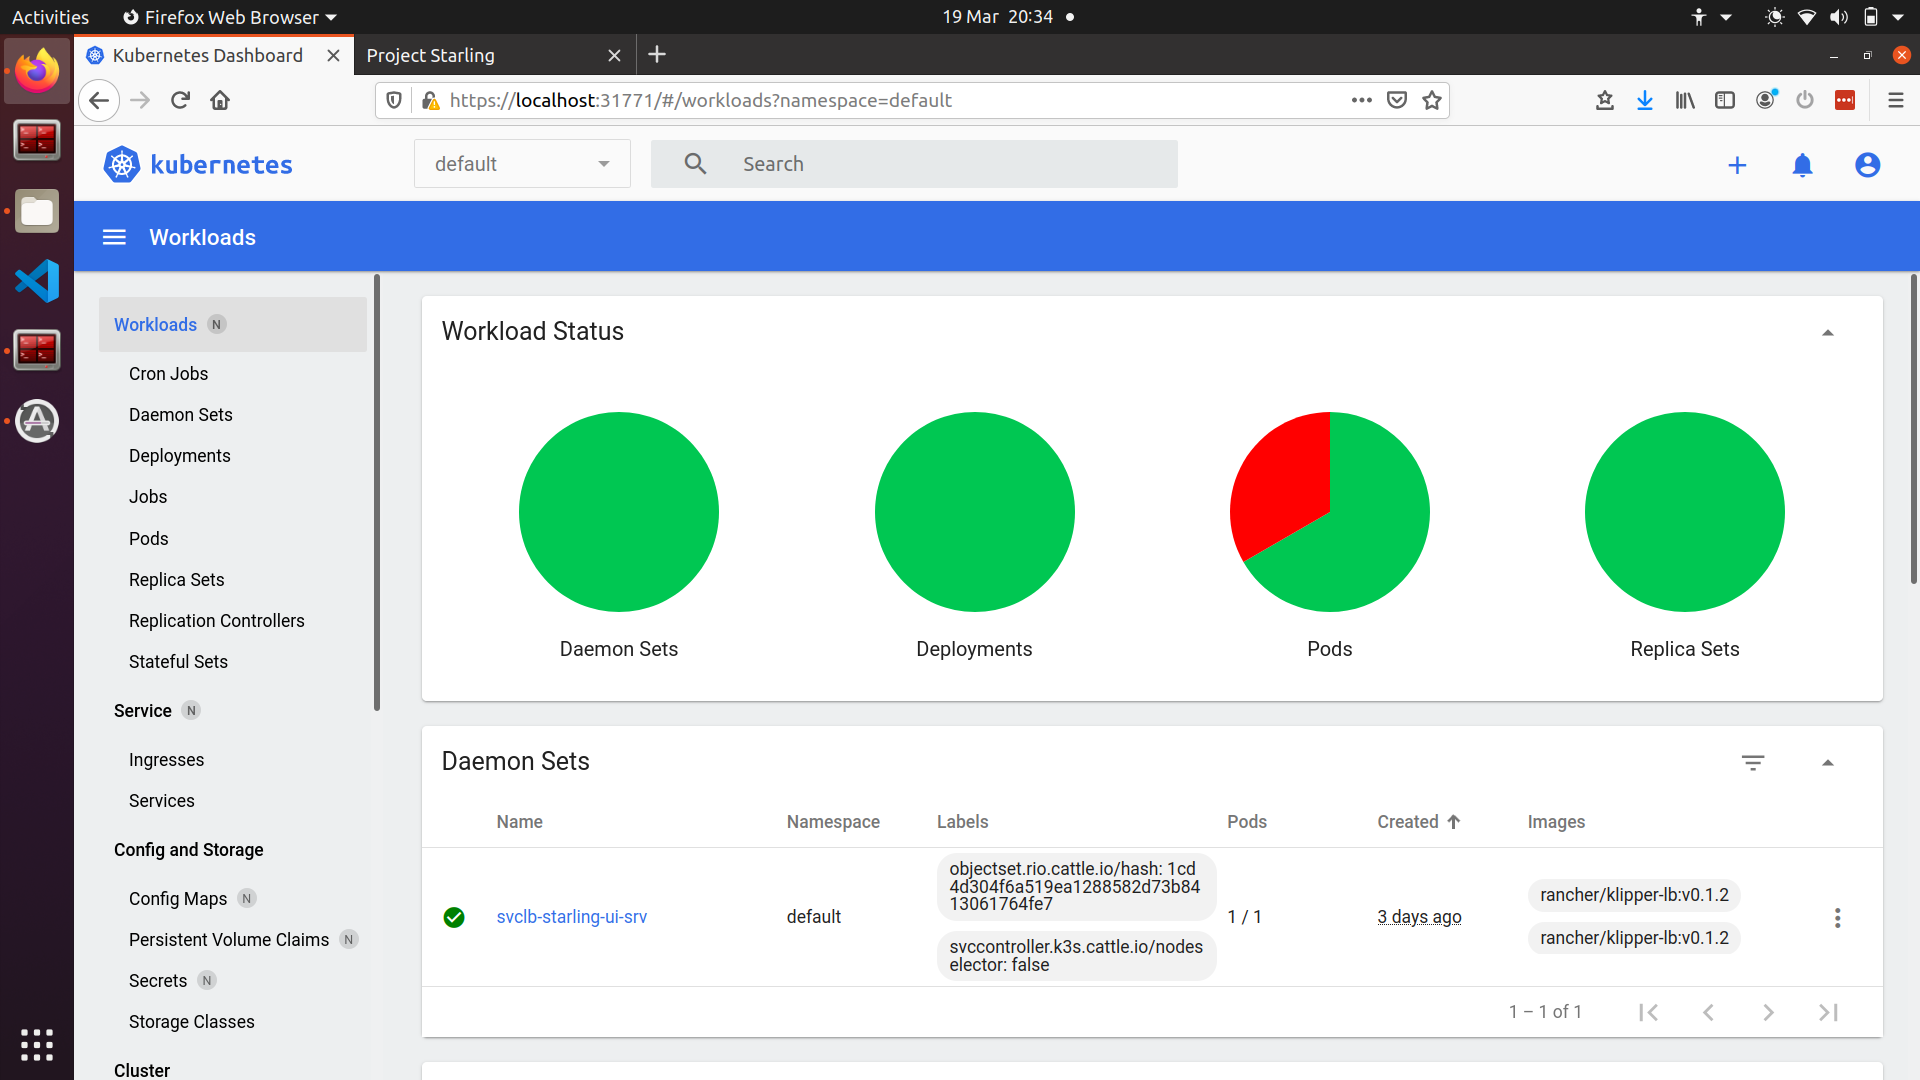 Activities
Firefox Web Browser
19 Mar 20:34
Kubernetes Dashboard
Project Starling
https://localhost:31771/#/workloads?namespace=default
kubernetes
default
Search
Workloads
Workloads N
Cron Jobs
Daemon Sets
Deployments
Jobs
Pods
Replica Sets
Replication Controllers
Stateful Sets
Service N
Ingresses
Services
Config and Storage
Config Maps N
Persistent Volume Claims N
Secrets N
Storage Classes
Cluster
Workload Status
Daemon Sets
Deployments
Pods
Replica Sets
Daemon Sets
Name Namespace Labels Pods Created Images
svclb-starling-ui-srv
default
objectset.rio.cattle.io/hash: 1cd
4d304f6a519ea1288582d73b84
13061764fe7
svccontroller.k3s.cattle.io/nodes
elector: false
1 / 1
3 days ago
rancher/klipper-lb:v0.1.2
rancher/klipper-lb:v0.1.2
1 – 1 of 1